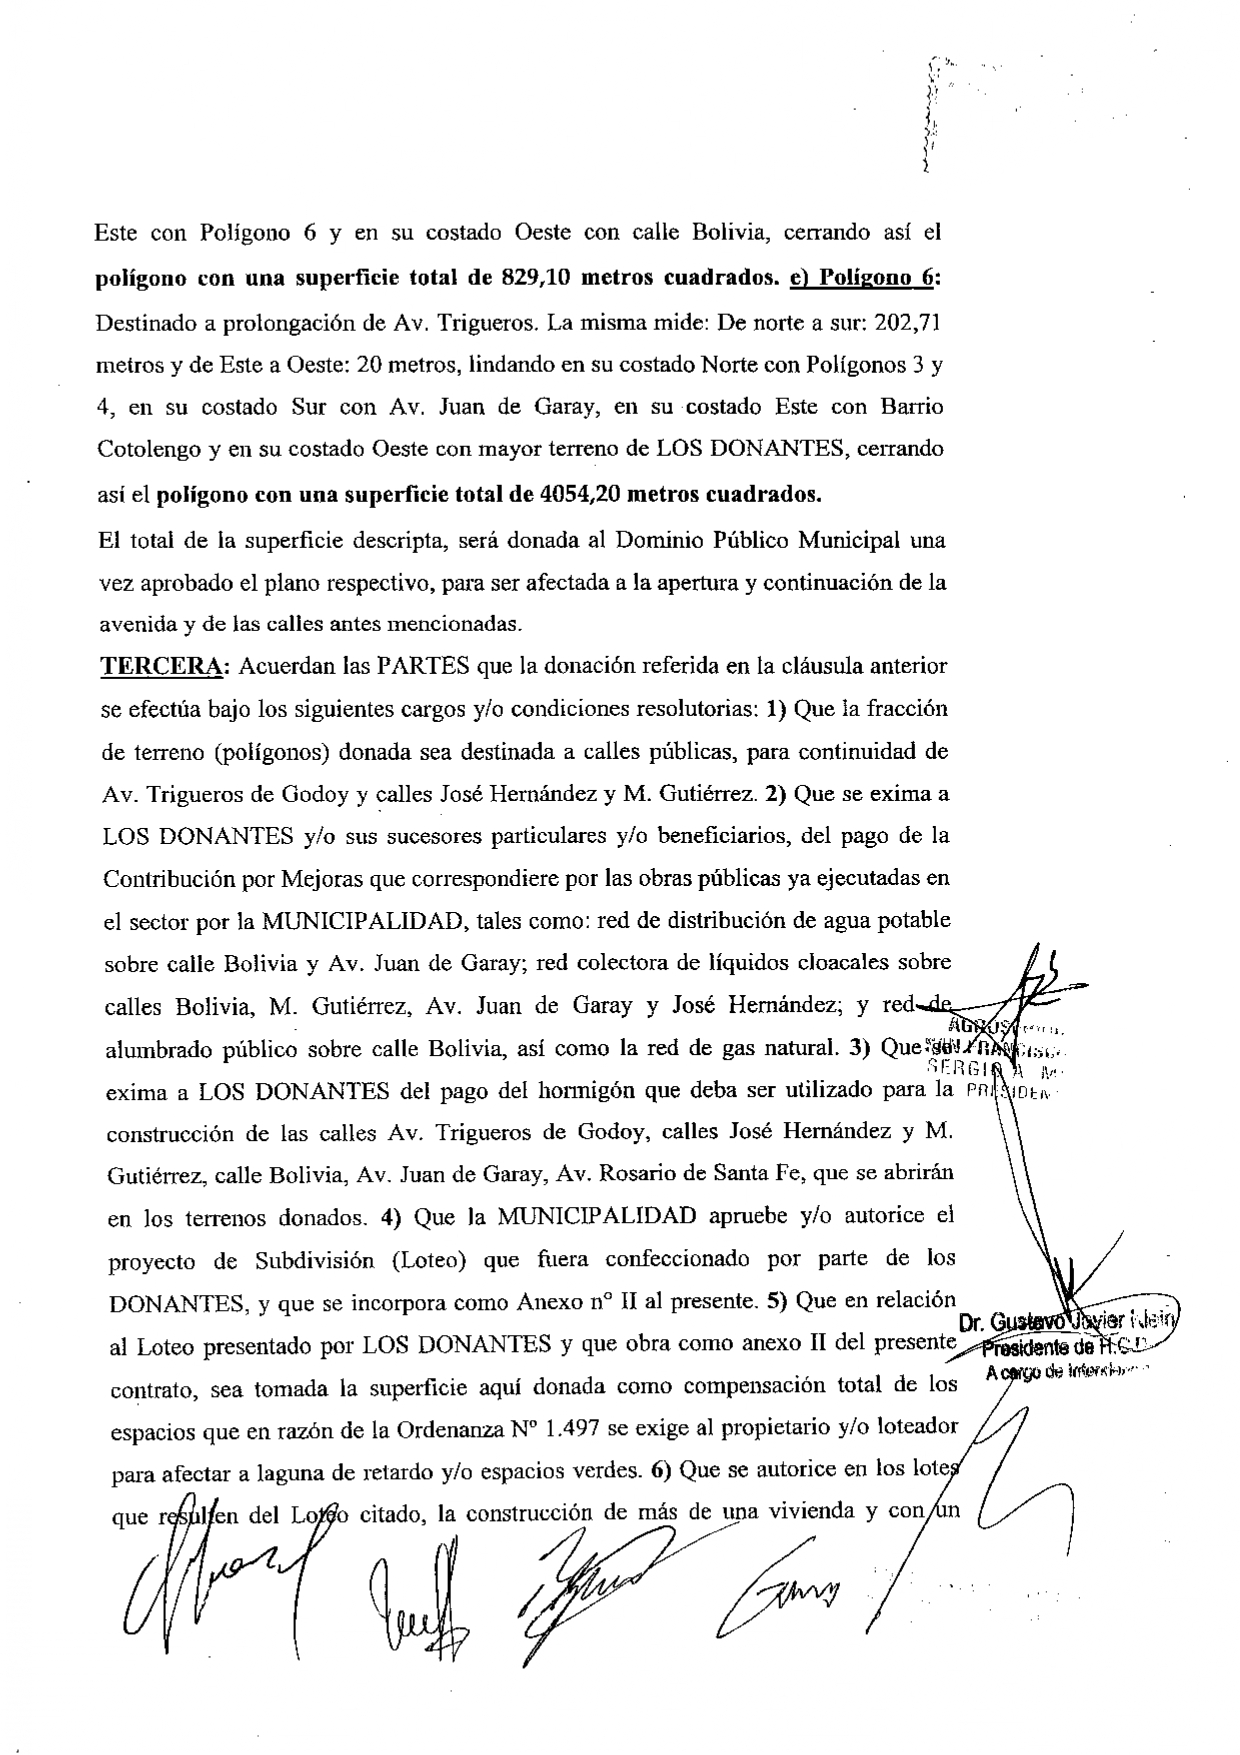 Este con Polígono 6 y en su costado Oeste con calle Bolivia, cerrando así el
polígono con una superficie total de 829,10 metros cuadrados. e) Polígono 6:
Destinado a prolongación de Av. Trigueros. La misma mide: De norte a sur: 202,71
metros y de Este a Oeste: 20 metros, lindando en su costado Norte con Polígonos 3 y
4, en su costado Sur con Av. Juan de Garay, en su costado Este con Barrio
Cotolengo y en su costado Oeste con mayor terreno de LOS DONANTES, cerrando
así el polígono con una superficie total de 4054,20 metros cuadrados.
El total de la superficie descripta, será donada al Dominio Público Municipal una
vez aprobado el plano respectivo, para ser afectada a la apertura y continuación de la
avenida y de las calles antes mencionadas.
TERCERA: Acuerdan las PARTES que la donación referida en la cláusula anterior
se efectúa bajo los siguientes cargos y/o condiciones resolutorias: 1) Que la fracción
de terreno (polígonos) donada sea destinada a calles públicas, para continuidad de
Av. Trigueros de Godoy y calles José Hernández y M. Gutiérrez. 2) Que se exima a
LOS DONANTES y/o sus sucesores particulares y/o beneficiarios, del pago de la
Contribución por Mejoras que correspondiere por las obras públicas ya ejecutadas en
el sector por la MUNICIPALIDAD, tales como: red de distribución de agua potable
sobre calle Bolivia y Av. Juan de Garay; red colectora de líquidos cloacales sobre
calles Bolivia, M. Gutiérrez, Av. Juan de Garay y José Hernández; y red de
alumbrado público sobre calle Bolivia, así como la red de gas natural. 3) Que se
exima a LOS DONANTES del pago del hormigón que deba ser utilizado para la
construcción de las calles Av. Trigueros de Godoy, calles José Hernández y M.
Gutiérrez, calle Bolivia, Av. Juan de Garay, Av. Rosario de Santa Fe, que se abrirán
en los terrenos donados. 4) Que la MUNICIPALIDAD apruebe y/o autorice el
proyecto de Subdivisión (Loteo) que fuera confeccionado por parte de los
DONANTES, y que se incorpora como Anexo nº II al presente. 5) Que en relación
al Loteo presentado por LOS DONANTES y que obra como anexo II del presente
contrato, sea tomada la superficie aquí donada como compensación total de los
espacios que en razón de la Ordenanza Nº 1.497 se exige al propietario y/o loteador
para afectar a laguna de retardo y/o espacios verdes. 6) Que se autorice en los lotes
que resulten del Loteo citado, la construcción de más de una vivienda y con un
SERGIO A
Dr. Gustavo Javier Klein
Presidente de H.C.D.
A cargo de